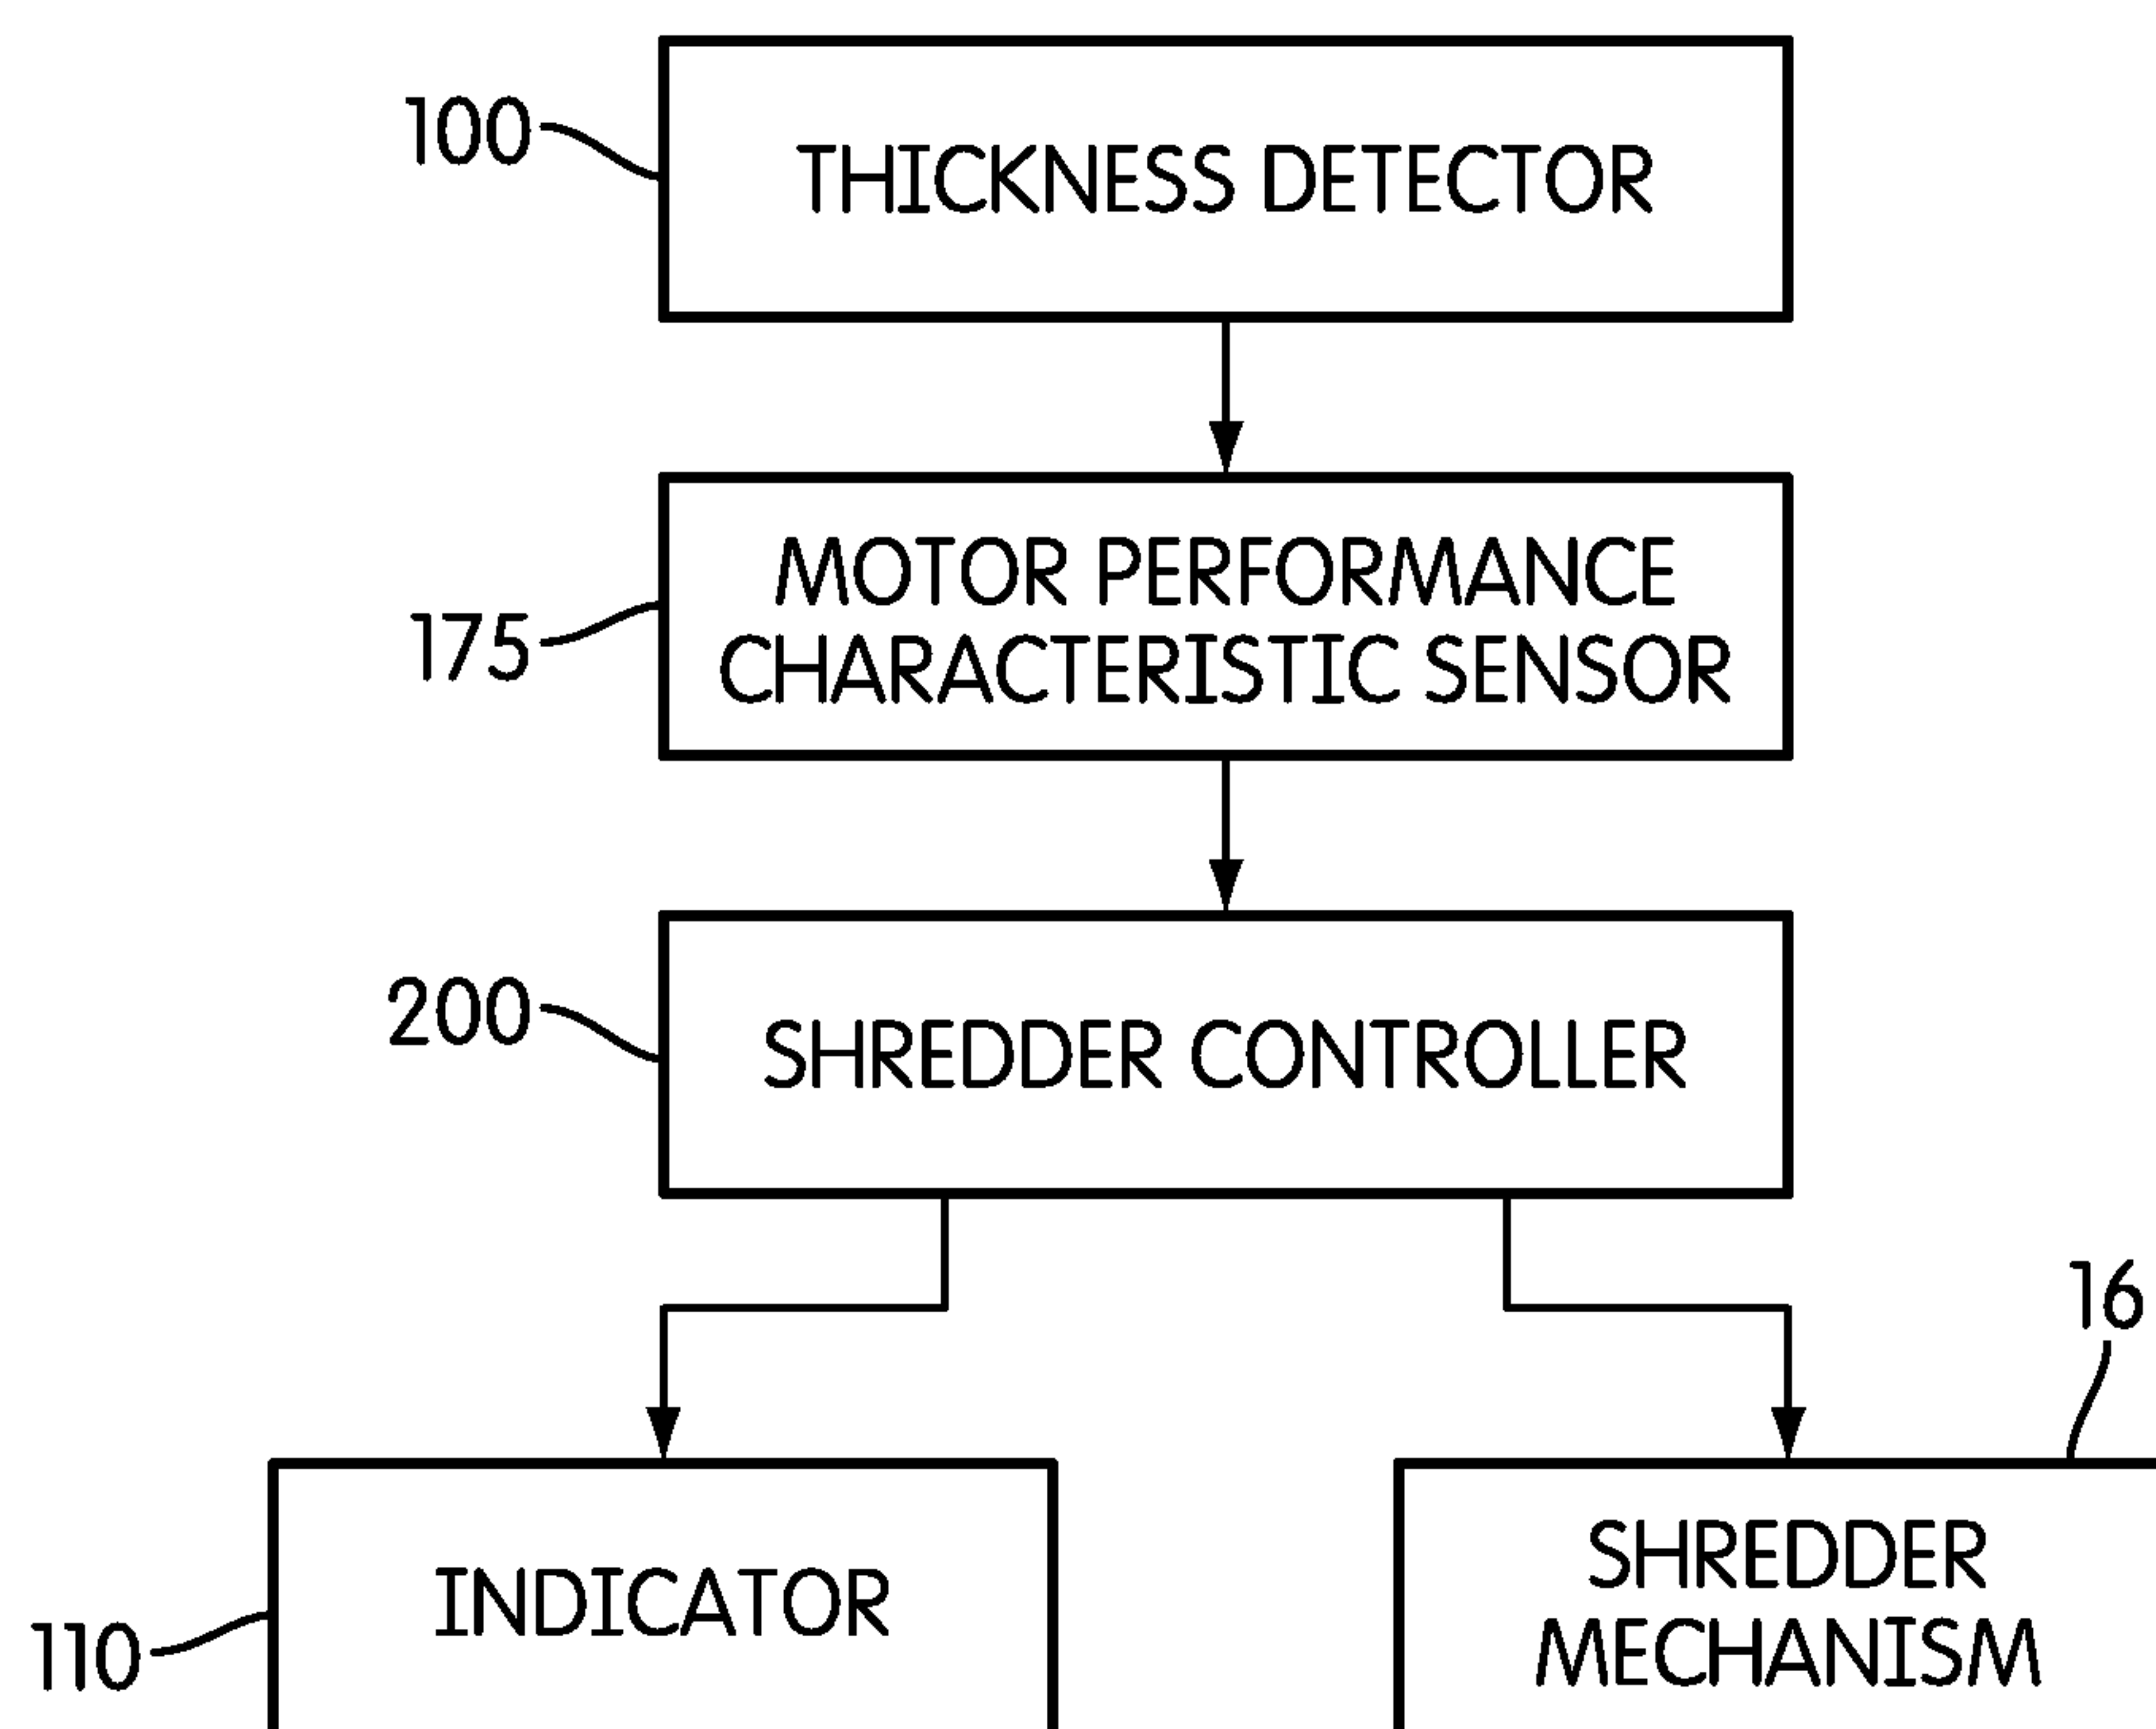 100
THICKNESS DETECTOR
175
MOTOR PERFORMANCE
CHARACTERISTIC SENSOR
200
SHREDDER CONTROLLER
16
110
INDICATOR
SHREDDER
MECHANISM